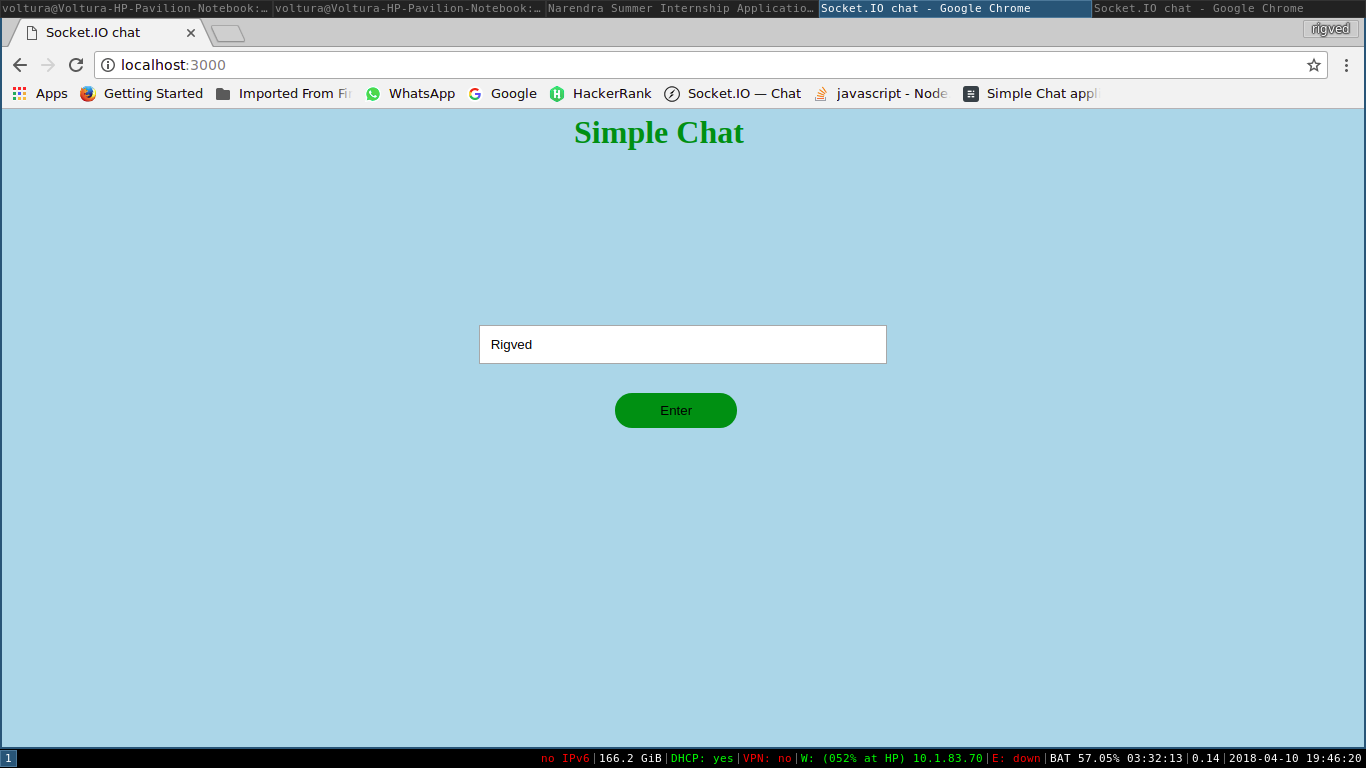 voltura@Voltura-HP-Pavilion-Notebook:… voltura@Voltura-HP-Pavilion-Notebook:… Narendra Summer Internship Applicatio… Socket.IO chat - Google Chrome Socket.IO chat - Google Chrome
Socket.IO chat rigved
localhost:3000
Apps Getting Started Imported From Fi WhatsApp Google HackerRank Socket.IO — Chat javascript - Node Simple Chat appl
Simple Chat
Rigved
Enter
1 no IPv6|166.2 GiB|DHCP: yes|VPN: no|W: (052% at HP) 10.1.83.70|E: down|BAT 57.05% 03:32:13|0.14|2018-04-10 19:46:20